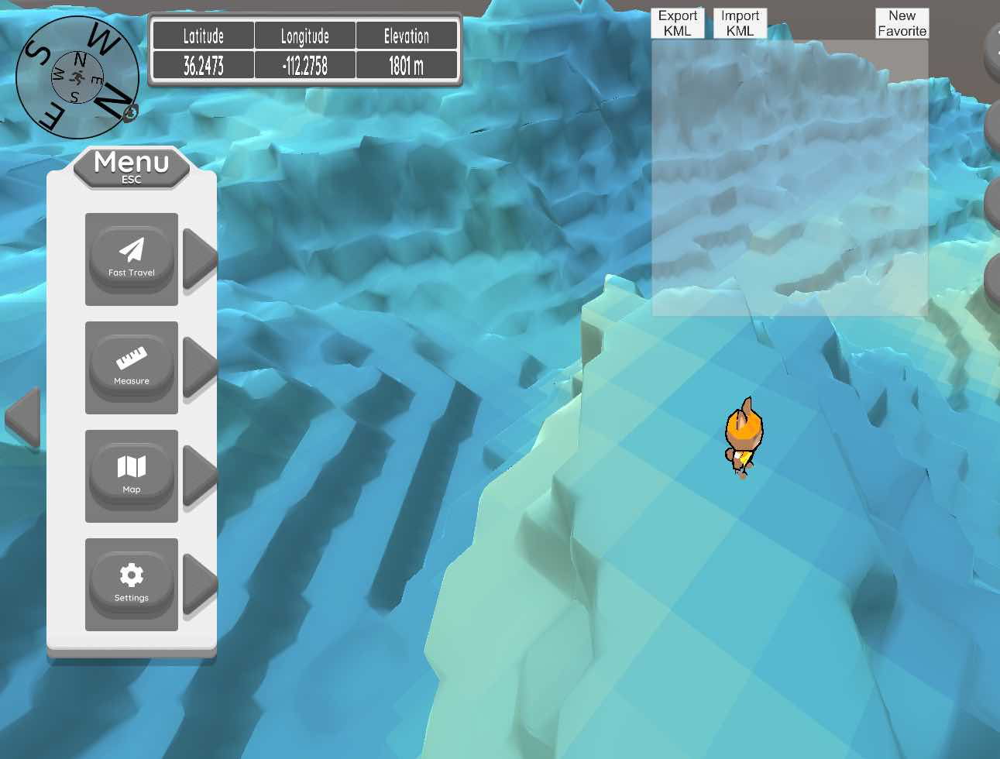 W
N
E
S
N
E
S
W
Latitude Longitude Elevation
36.2473 -112.2758 1801 m
Export
KML
Import
KML
New
Favorite
Menu
ESC
Fast Travel
Measure
Map
Settings